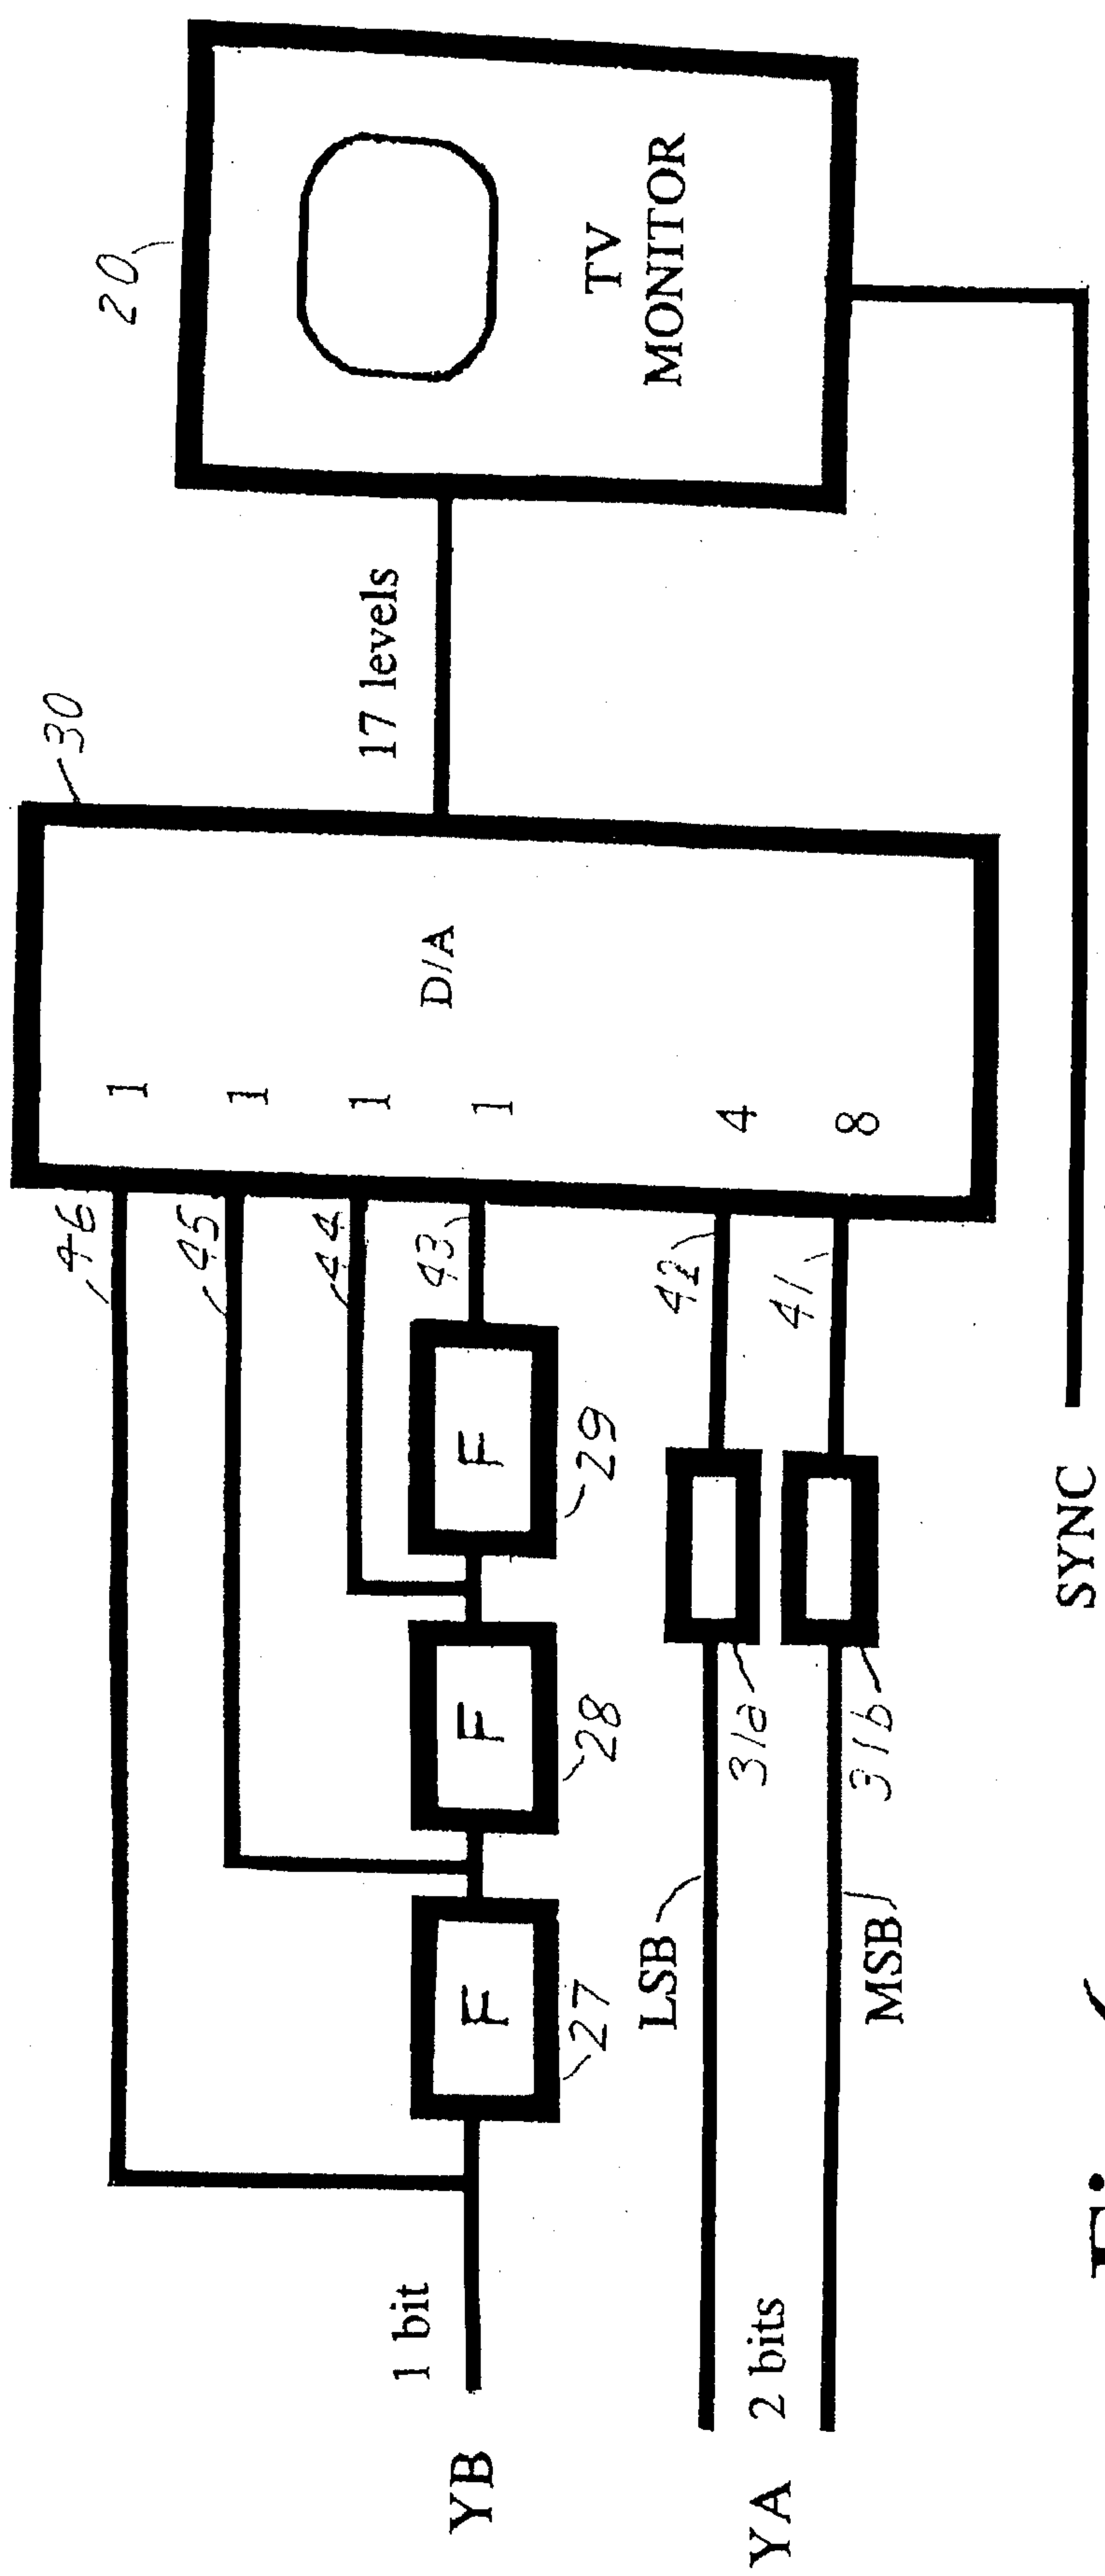 20
TV
MONITOR
17 levels
30
D/A
1
1
1
1
4
8
46
45
44
43
42
41
F
29
F
28
F
27
31a
31b
LSB
MSB
1 bit
YB
2 bits
YA
SYNC